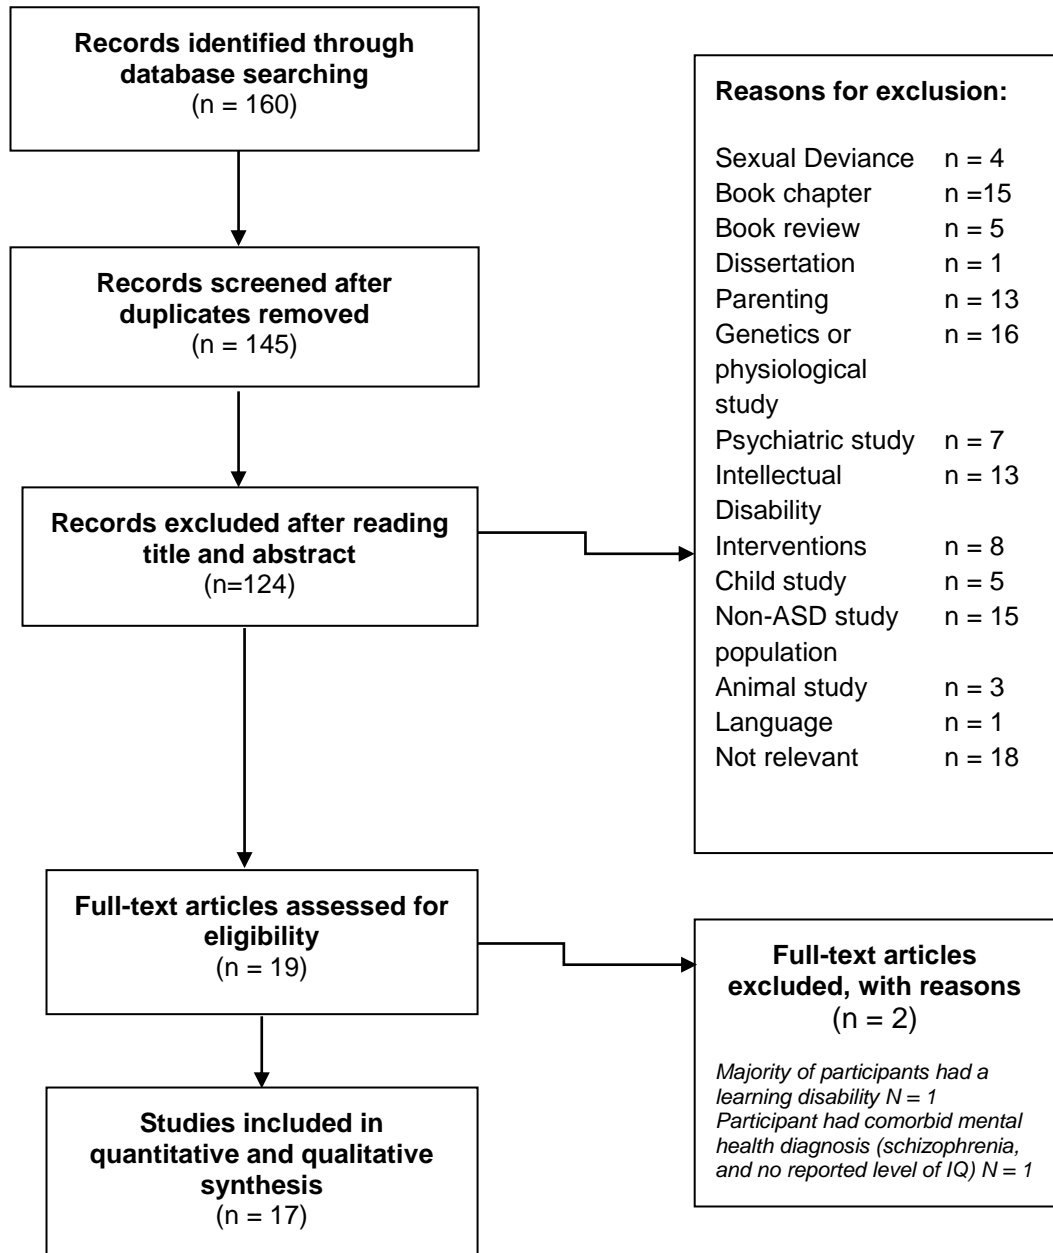 Records identified through
database searching
(n = 160)
Records screened after
duplicates removed
(n = 145)
Records excluded after reading
title and abstract
(n=124)
Reasons for exclusion:
Sexual Deviance n = 4
Book chapter n =15
Book review n = 5
Dissertation n = 1
Parenting n = 13
Genetics or n = 16
physiological
study
Psychiatric study n = 7
Intellectual n = 13
Disability
Interventions n = 8
Child study n = 5
Non-ASD study n = 15
population
Animal study n = 3
Language n = 1
Not relevant n = 18
Full-text articles assessed for
eligibility
(n = 19)
Full-text articles
excluded, with reasons
(n = 2)
Majority of participants had a
learning disability N = 1
Participant had comorbid mental
health diagnosis (schizophrenia,
and no reported level of IQ) N = 1
Studies included in
quantitative and qualitative
synthesis
(n = 17)